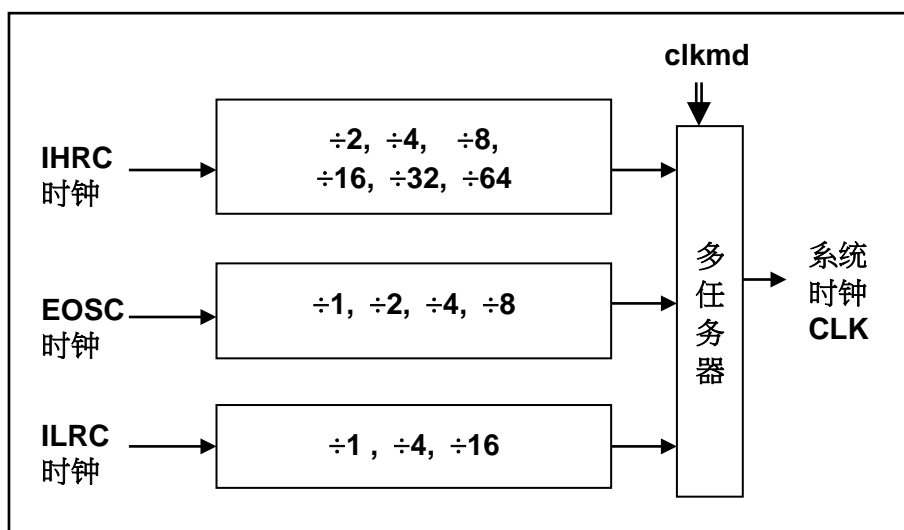 clkmd
IHRC
时钟
÷2, ÷4, ÷8,
÷16, ÷32, ÷64
EOSC
时钟
÷1, ÷2, ÷4, ÷8
ILRC
时钟
÷1 , ÷4, ÷16
多
任
务
器
系统
时钟
CLK